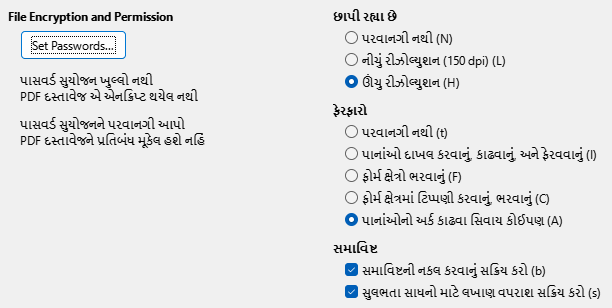 File Encryption and Permission
Set Passwords...
પાસવર્ડ સુયોજન ખુલ્લો નથી
PDF દસ્તાવેજ એ એનક્રિપ્ટ થયેલ નથી
પાસવર્ડ સુયોજનને પરવાનગી આપો
PDF દસ્તાવેજને પ્રતિબંધ મૂકેલ હશે નહિં
છાપી રહ્યા છે
પરવાનગી નથી (N)
નીચું રીઝોલ્યુશન (150 dpi) (L)
ઊંચુ રીઝોલ્યુશન (H)
ફેરફારો
પરવાનગી નથી (t)
પાનાંઓ દાખલ કરવાનું, કાઢવાનું, અને ફેરવવાનું (I)
ફોર્મ ક્ષેત્રો ભરવાનું (F)
ફોર્મ ક્ષેત્રમાં ટિપ્પણી કરવાનું, ભરવાનું (C)
પાનાંઓનો અર્ક કાઢવા સિવાય કોઈપણ (A)
સમાવિષ્ટ
સમાવિષ્ટની નકલ કરવાનું સક્રિય કરો (b)
સુલભતા સાધનો માટે લખાણ વપરાશ સક્રિય કરો (s)